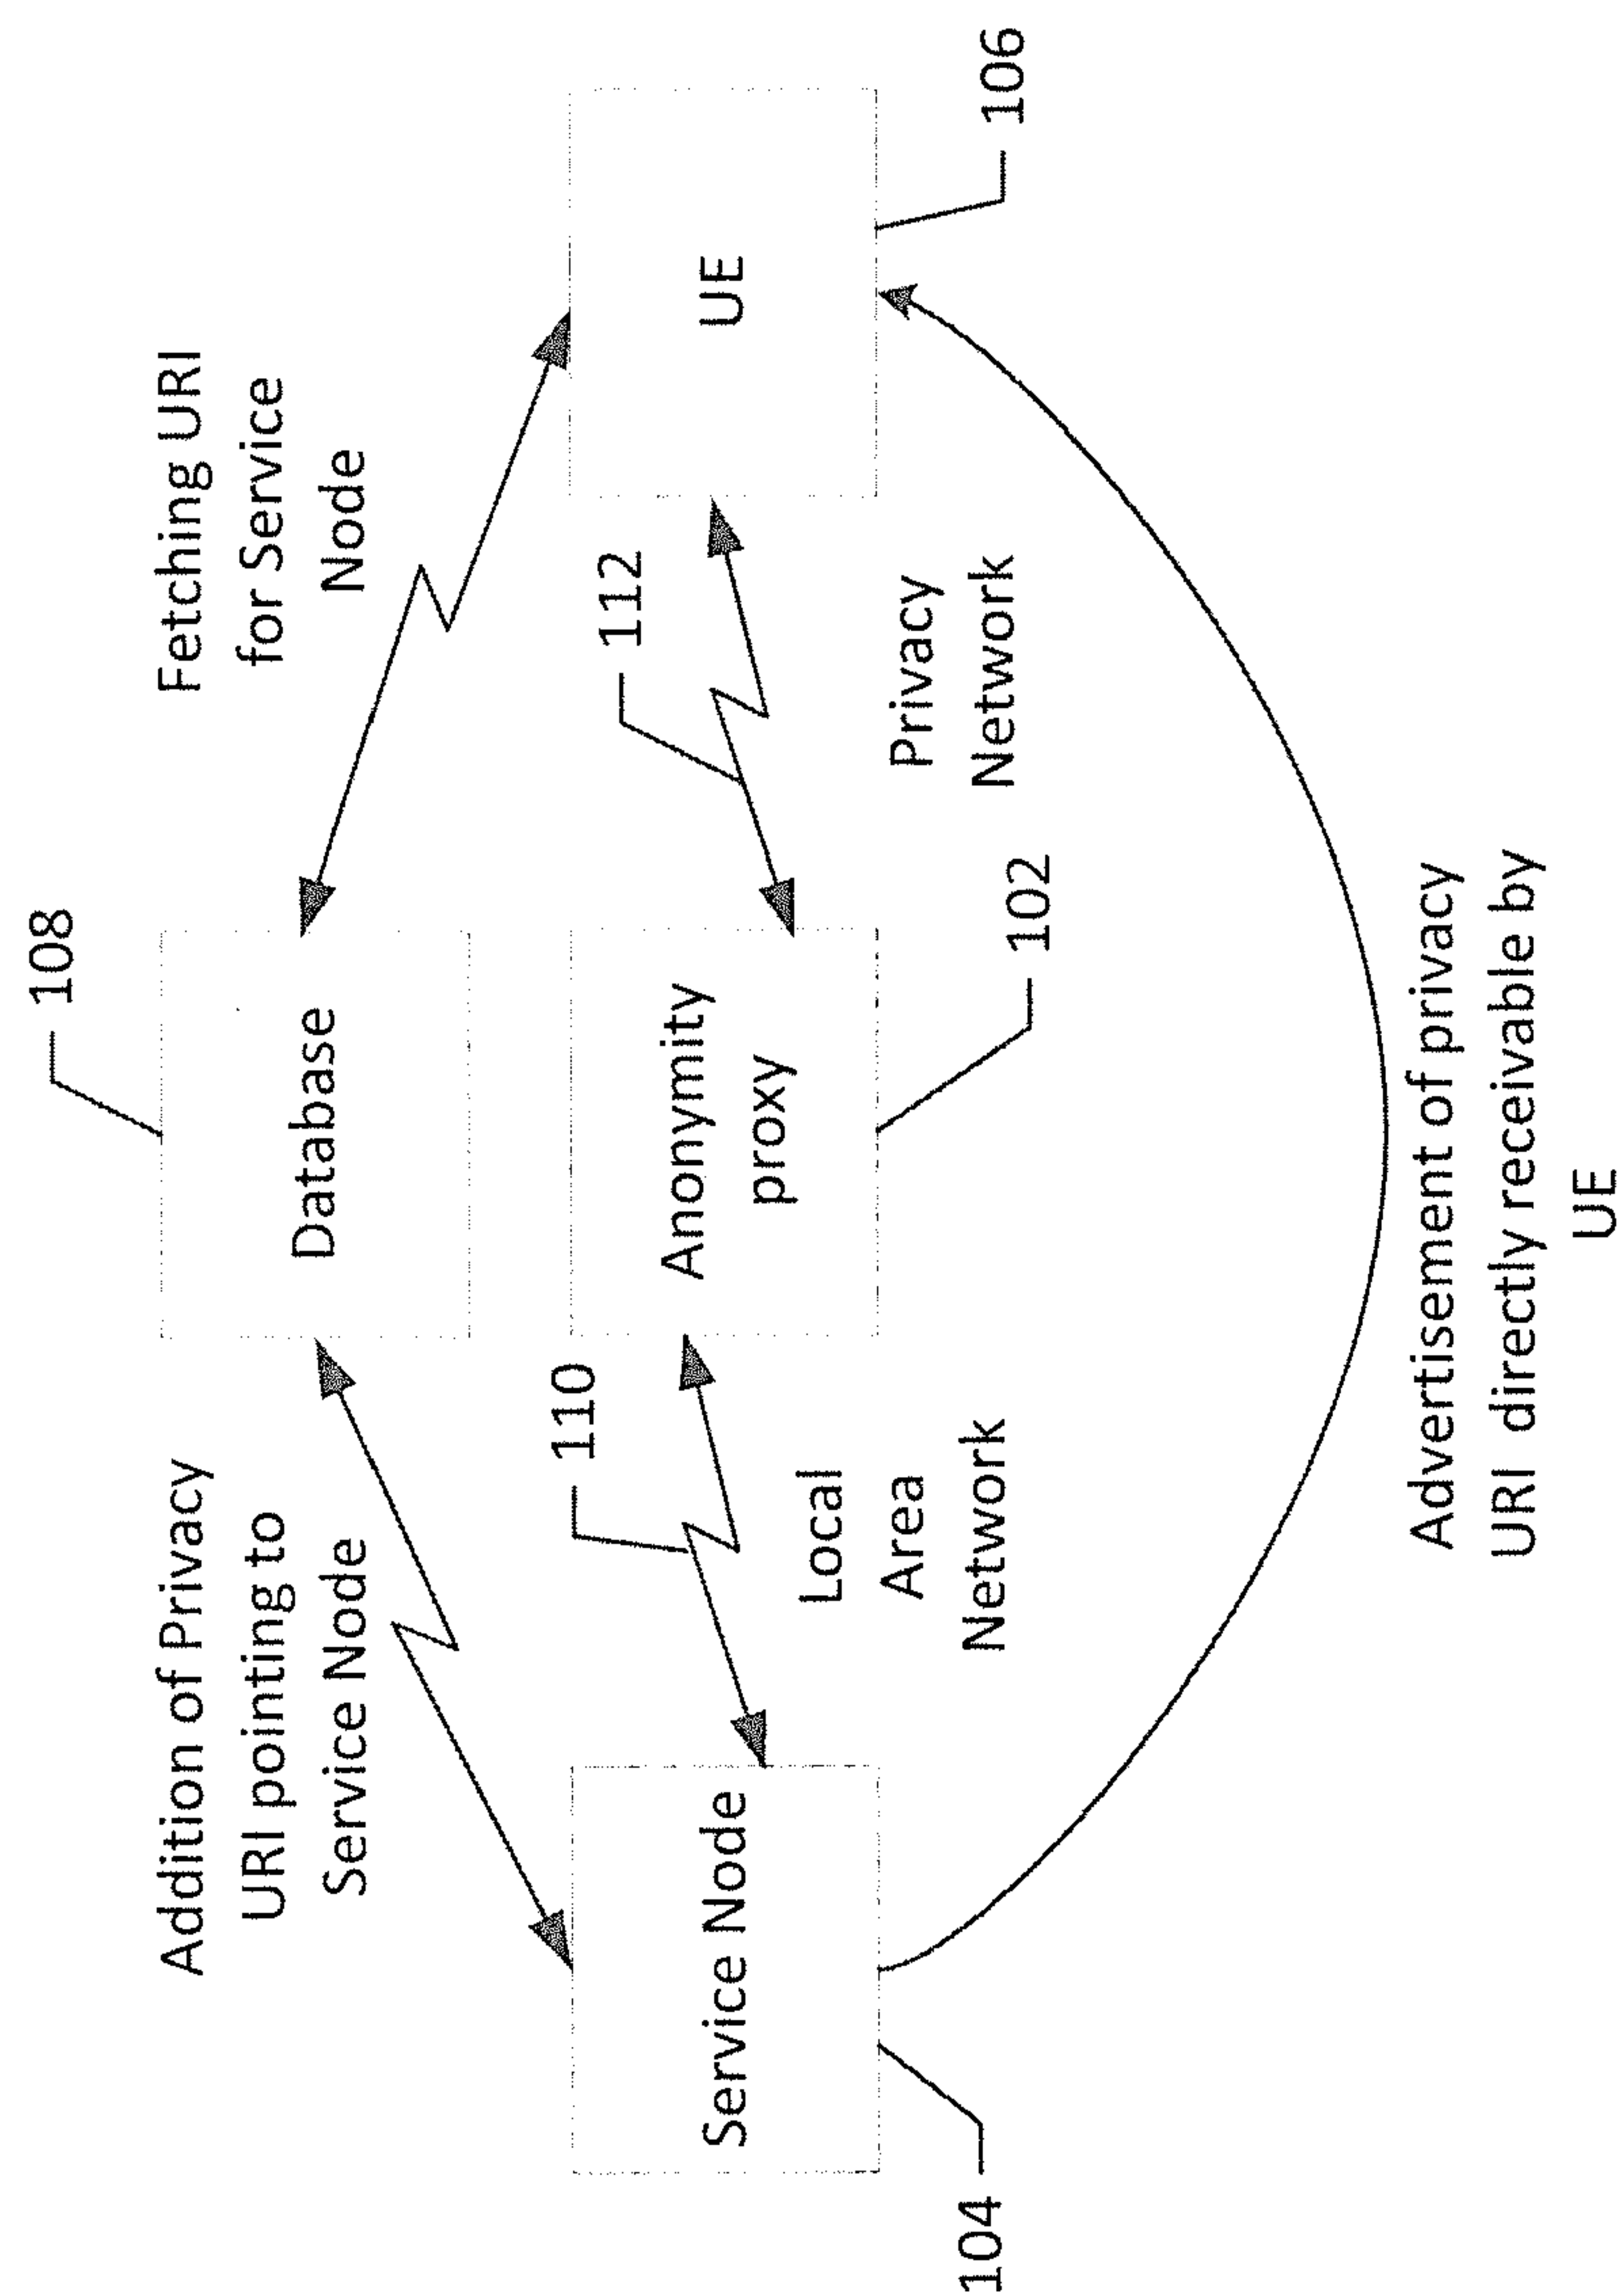 108
Addition of Privacy
URI pointing to
Service Node
Fetching URI
for Service
Node
Database
110
112
Service Node
Anonymity
proxy
UE
Local
Area
Network
Privacy
Network
104
102
106
Advertisement of privacy
URI directly receivable by
UE